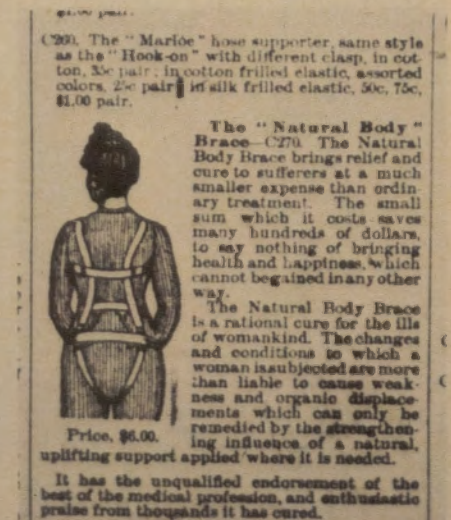 $1.00 pair.
C260. The "Marlóe" hose supporter, same style
as the "Hook-on" with different clasp, in cot-
ton, 35c pair; in cotton frilled elastic, assorted
colors, 25c pair; in silk frilled elastic, 50c, 75c,
$1.00 pair.
The "Natural Body"
Brace—C270. The Natural
Body Brace brings relief and
cure to sufferers at a much
smaller expense than ordin-
ary treatment. The small
sum which it costs saves
many hundreds of dollars,
to say nothing of bringing
health and happiness, which
cannot be gained in any other
way.
The Natural Body Brace
is a rational cure for the ills
of womankind. The changes
and conditions to which a
woman is subjected are more
than liable to cause weak-
ness and organic displace-
ments which can only be
remedied by the strengthen-
ing influence of a natural,
uplifting support applied where it is needed.
Price, $6.00.
It has the unqualified endorsement of the
best of the medical profession, and enthusiastic
praise from thousands it has cured.